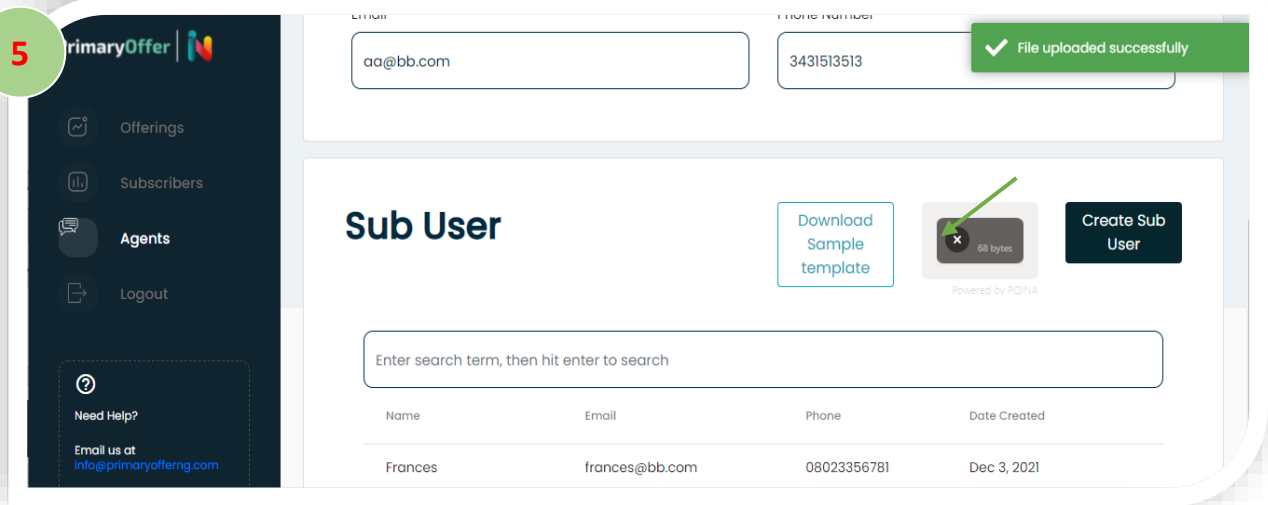 5
PrimaryOffer
Offerings
Subscribers
Agents
Logout
Need Help?
Email us at
info@primaryofferng.com
Email
Phone Number
aa@bb.com
3431513513
File uploaded successfully
Sub User
Download
Sample
template
68 bytes
Powered by PQINA
Create Sub
User
Enter search term, then hit enter to search
Name Email Phone Date Created
Frances frances@bb.com 08023356781 Dec 3, 2021